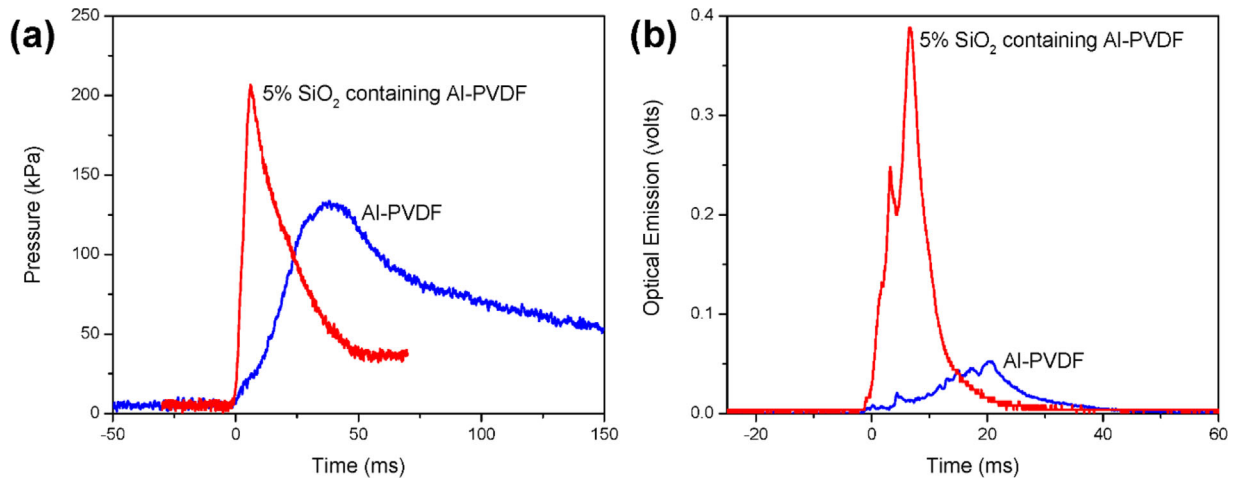 (a)
250
200
150
100
50
0
Pressure (kPa)
5% SiO₂ containing Al-PVDF
Al-PVDF
-50
0
50
100
150
Time (ms)
(b)
0.4
0.3
0.2
0.1
0.0
Optical Emission (volts)
5% SiO₂ containing Al-PVDF
Al-PVDF
-20
0
20
40
60
Time (ms)